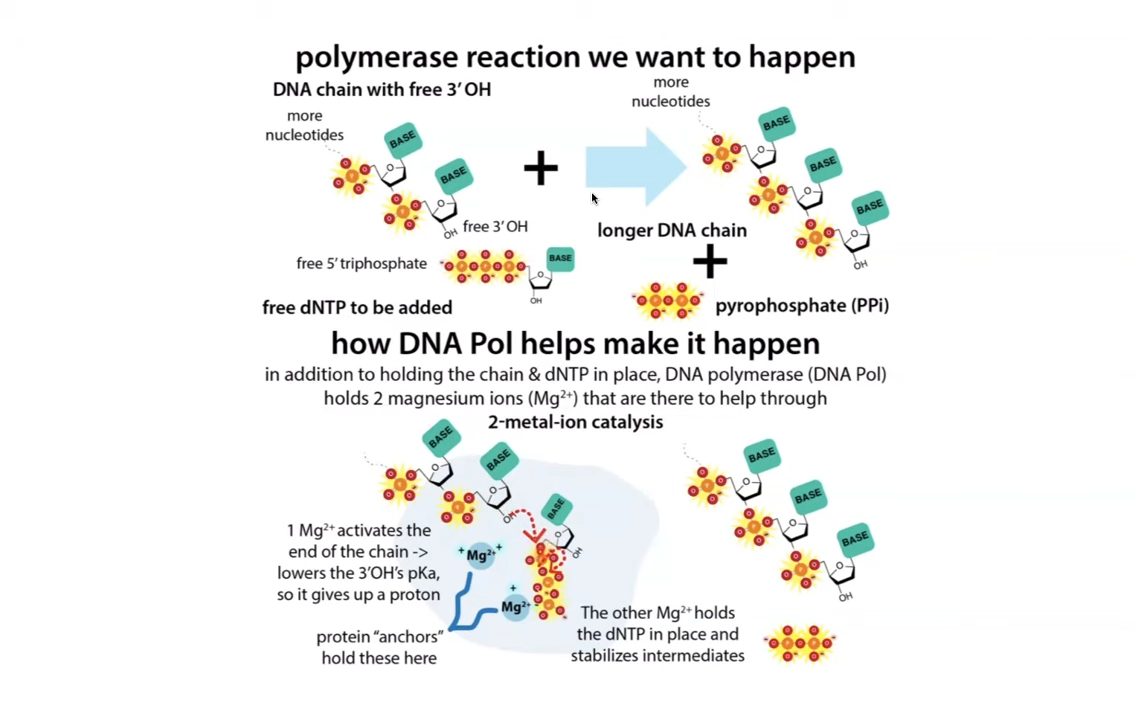 polymerase reaction we want to happen
DNA chain with free 3’ OH
more
nucleotides
BASE
BASE
O
O
OH
free 3’ OH
+
free 5’ triphosphate
BASE
O
OH
free dNTP to be added
more
nucleotides
BASE
BASE
BASE
O
O
O
OH
longer DNA chain
+
pyrophosphate (PPi)
how DNA Pol helps make it happen
in addition to holding the chain & dNTP in place, DNA polymerase (DNA Pol)
holds 2 magnesium ions (Mg²⁺) that are there to help through
2-metal-ion catalysis
BASE
BASE
BASE
O
O
OH
O
OH
1 Mg²⁺ activates the
end of the chain ->
lowers the 3’OH’s pKa,
so it gives up a proton
+ Mg²⁺ +
+
Mg²⁺
protein “anchors”
hold these here
The other Mg²⁺ holds
the dNTP in place and
stabilizes intermediates
BASE
BASE
BASE
O
O
O
OH